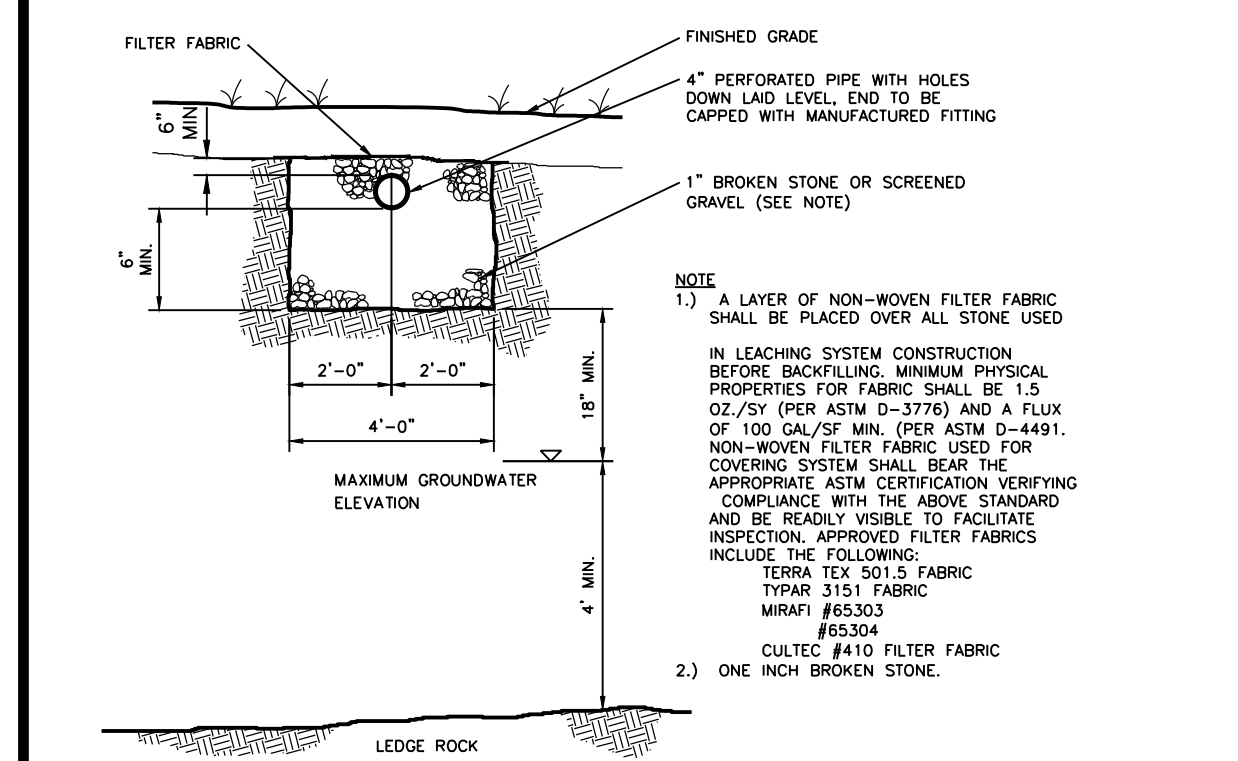 FILTER FABRIC
FINISHED GRADE
4" PERFORATED PIPE WITH HOLES
DOWN LAID LEVEL, END TO BE
CAPPED WITH MANUFACTURED FITTING
6"
MIN
1" BROKEN STONE OR SCREENED
GRAVEL (SEE NOTE)
6"
MIN.
2'-0"
2'-0"
4'-0"
18" MIN.
MAXIMUM GROUNDWATER
ELEVATION
4' MIN.
LEDGE ROCK
NOTE
1.) A LAYER OF NON-WOVEN FILTER FABRIC
SHALL BE PLACED OVER ALL STONE USED
IN LEACHING SYSTEM CONSTRUCTION
BEFORE BACKFILLING. MINIMUM PHYSICAL
PROPERTIES FOR FABRIC SHALL BE 1.5
OZ./SY (PER ASTM D-3776) AND A FLUX
OF 100 GAL/SF MIN. (PER ASTM D-4491.
NON-WOVEN FILTER FABRIC USED FOR
COVERING SYSTEM SHALL BEAR THE
APPROPRIATE ASTM CERTIFICATION VERIFYING
COMPLIANCE WITH THE ABOVE STANDARD
AND BE READILY VISIBLE TO FACILITATE
INSPECTION. APPROVED FILTER FABRICS
INCLUDE THE FOLLOWING:
TERRA TEX 501.5 FABRIC
TYPAR 3151 FABRIC
MIRAFI #65303
#65304
CULTEC #410 FILTER FABRIC
2.) ONE INCH BROKEN STONE.